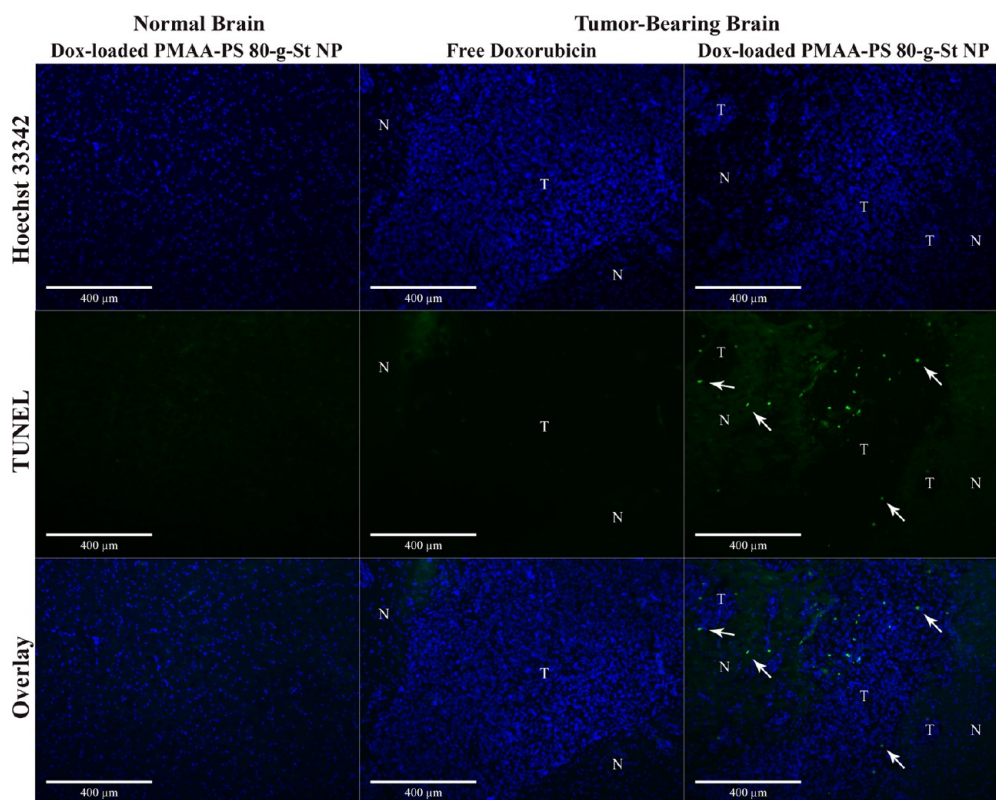 Normal Brain
Tumor-Bearing Brain
Dox-loaded PMAA-PS 80-g-St NP
Free Doxorubicin
Dox-loaded PMAA-PS 80-g-St NP
Hoechst 33342
N
T
N
400 µm
400 µm
T
N
T
T
N
400 µm
TUNEL
N
T
N
400 µm
400 µm
T
N
T
T
N
400 µm
Overlay
N
T
N
400 µm
400 µm
T
N
T
T
N
400 µm